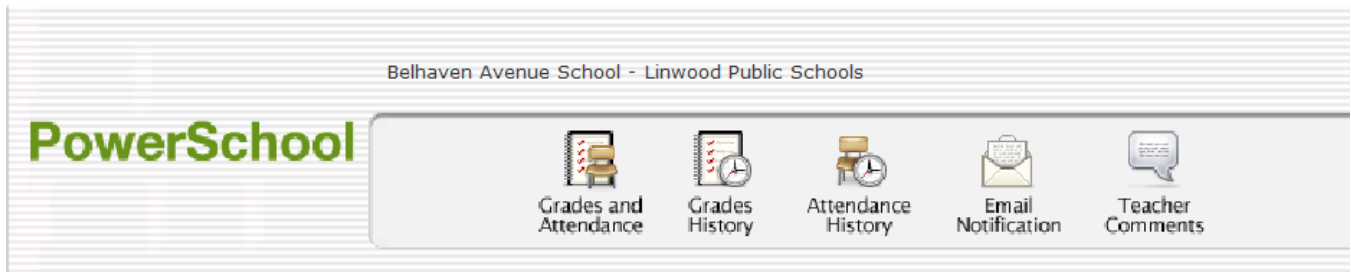 Belhaven Avenue School - Linwood Public Schools
PowerSchool
Grades and
Attendance
Grades
History
Attendance
History
Email
Notification
Teacher
Comments